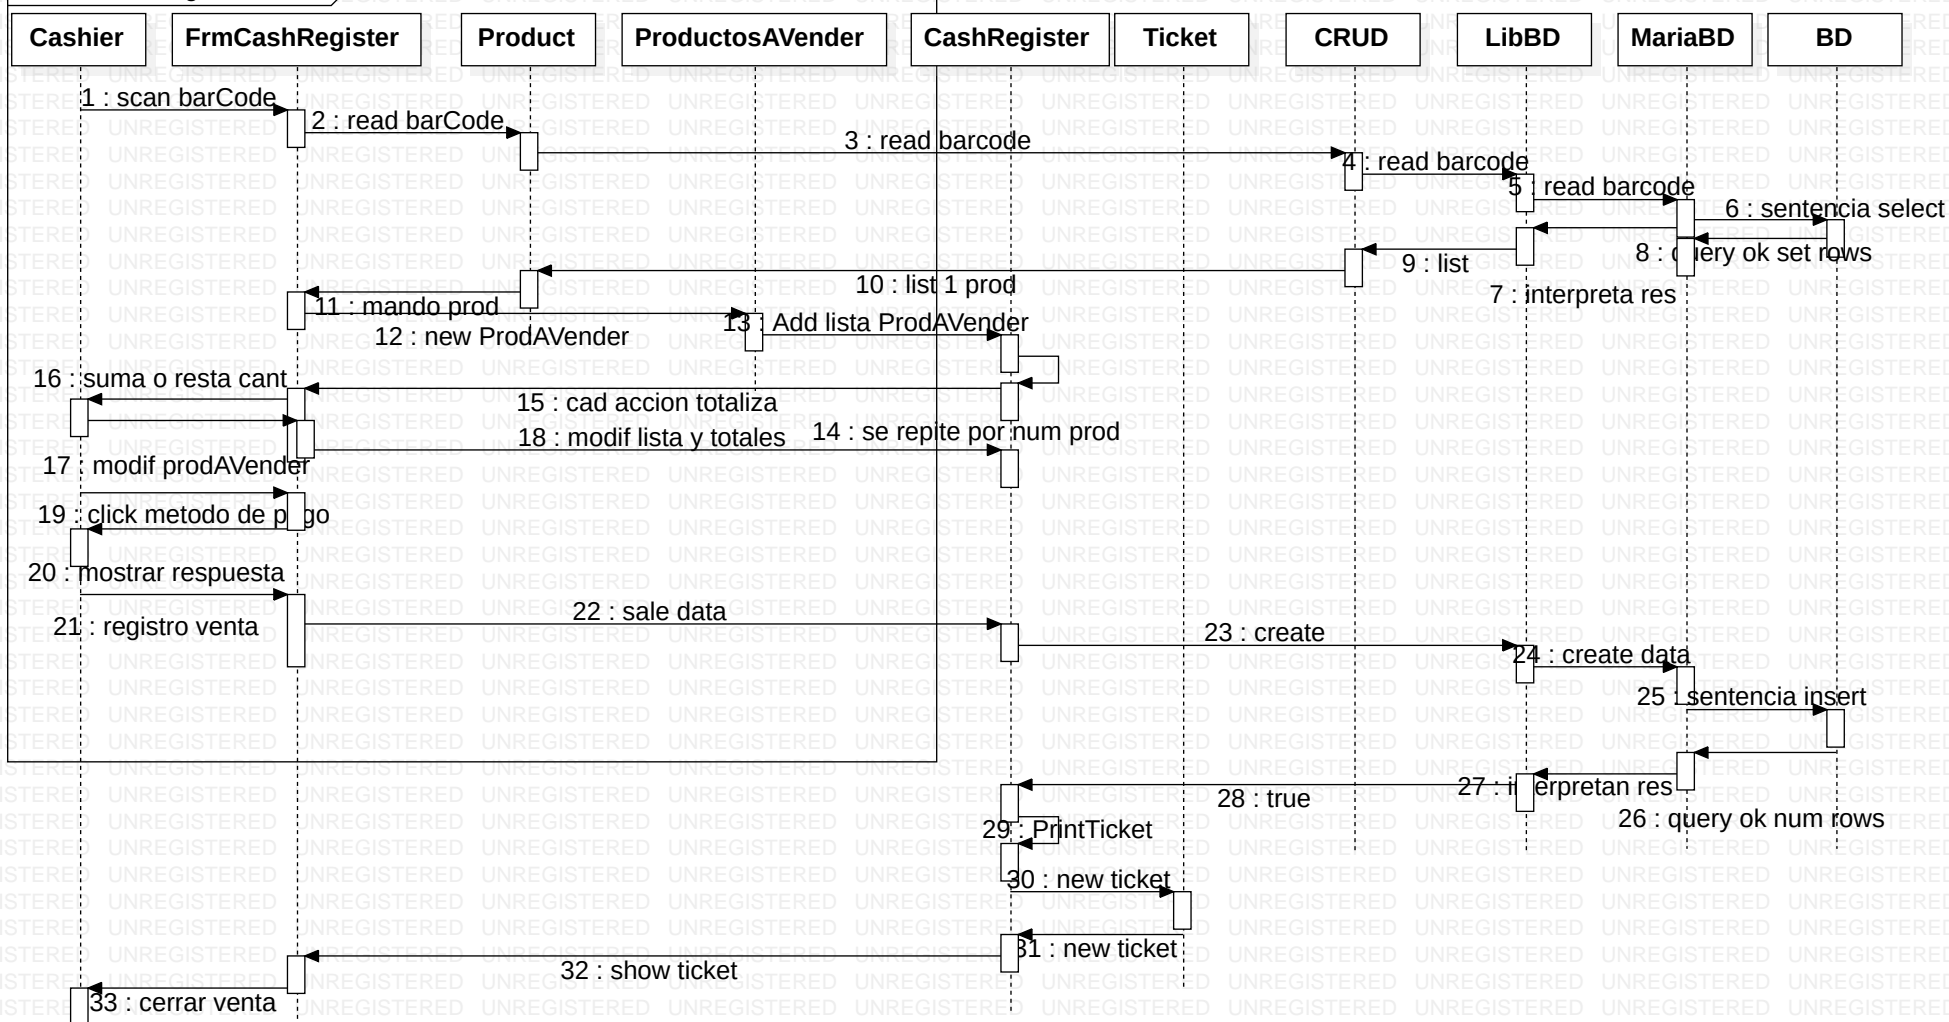 Cashier
FrmCashRegister
Product
ProductosAVender
CashRegister
Ticket
CRUD
LibBD
MariaBD
BD
1 : scan barCode
2 : read barCode
3 : read barcode
4 : read barcode
5 : read barcode
6 : sentencia select
8 : query ok set rows
9 : list
10 : list 1 prod
7 : interpreta res
11 : mando prod
12 : new ProdAVender
13 : Add lista ProdAVender
16 : suma o resta cant
15 : cad accion totaliza
14 : se repite por num prod
18 : modif lista y totales
17 : modif prodAVender
19 : click metodo de pago
20 : mostrar respuesta
21 : registro venta
22 : sale data
23 : create
24 : create data
25 : sentencia insert
27 : interpretan res
28 : true
26 : query ok num rows
29 : PrintTicket
30 : new ticket
31 : new ticket
32 : show ticket
33 : cerrar venta
UNREGISTERED